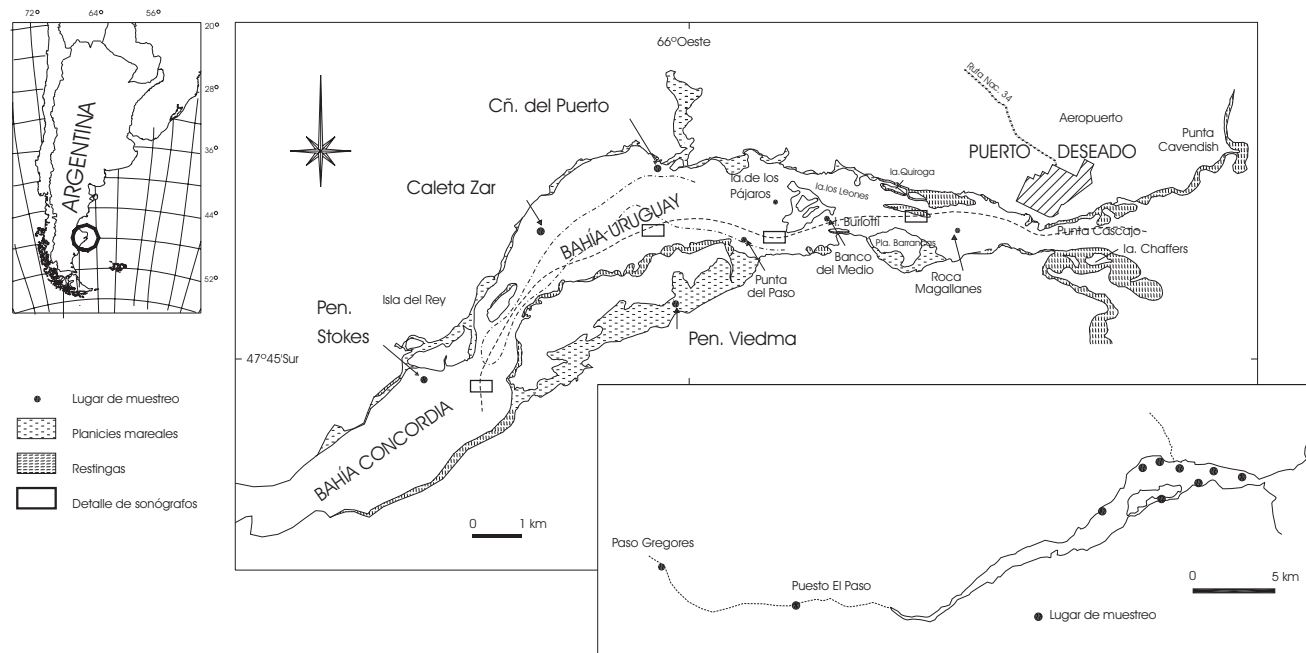 72° 64° 56°
20°
28°
36°
44°
52°
ARGENTINA
66°Oeste
47°45'Sur
Cñ. del Puerto
Caleta Zar
BAHÍA URUGUAY
Isla del Rey
Pen.
Stokes
BAHÍA CONCORDIA
Pen. Viedma
Ia.de los
Pájaros
Ia.los Leones
Ia.Quiroga
I. Burlotti
Banco
del Medio
Punta
del Paso
Pla. Barrancas
Roca
Magallanes
Ruta Nac. 34
Aeropuerto
PUERTO DESEADO
Punta
Cavendish
Punta Cascajo
Ia. Chaffers
0 1 km
Lugar de muestreo
Planicies mareales
Restingas
Detalle de sonógrafos
Paso Gregores
Puesto El Paso
0 5 km
Lugar de muestreo